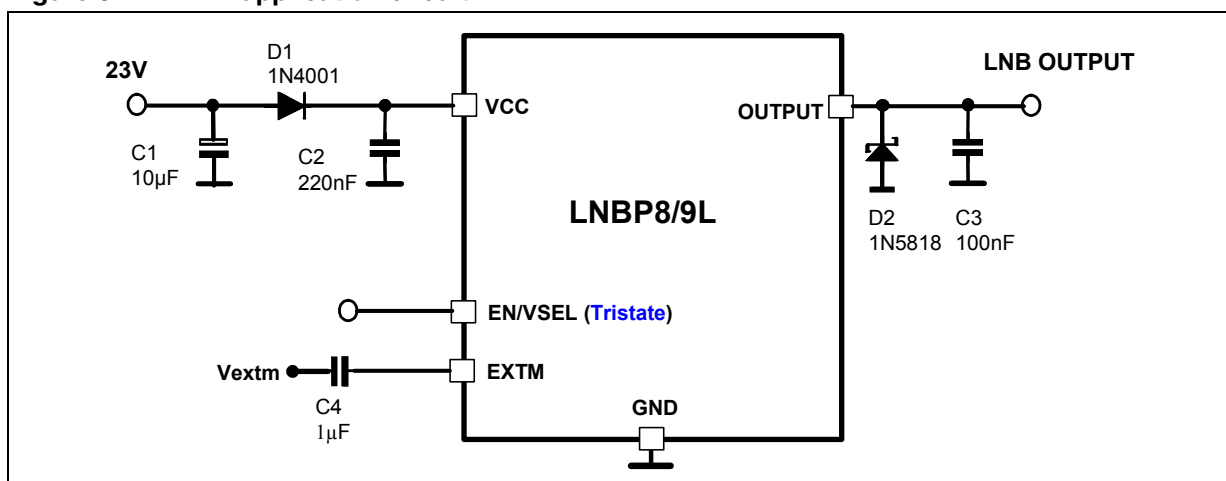 23V
D1
1N4001
C1
10µF
C2
220nF
VCC
OUTPUT
LNB OUTPUT
LNBP8/9L
D2
1N5818
C3
100nF
EN/VSEL (Tristate)
Vextm
EXTM
C4
1µF
GND